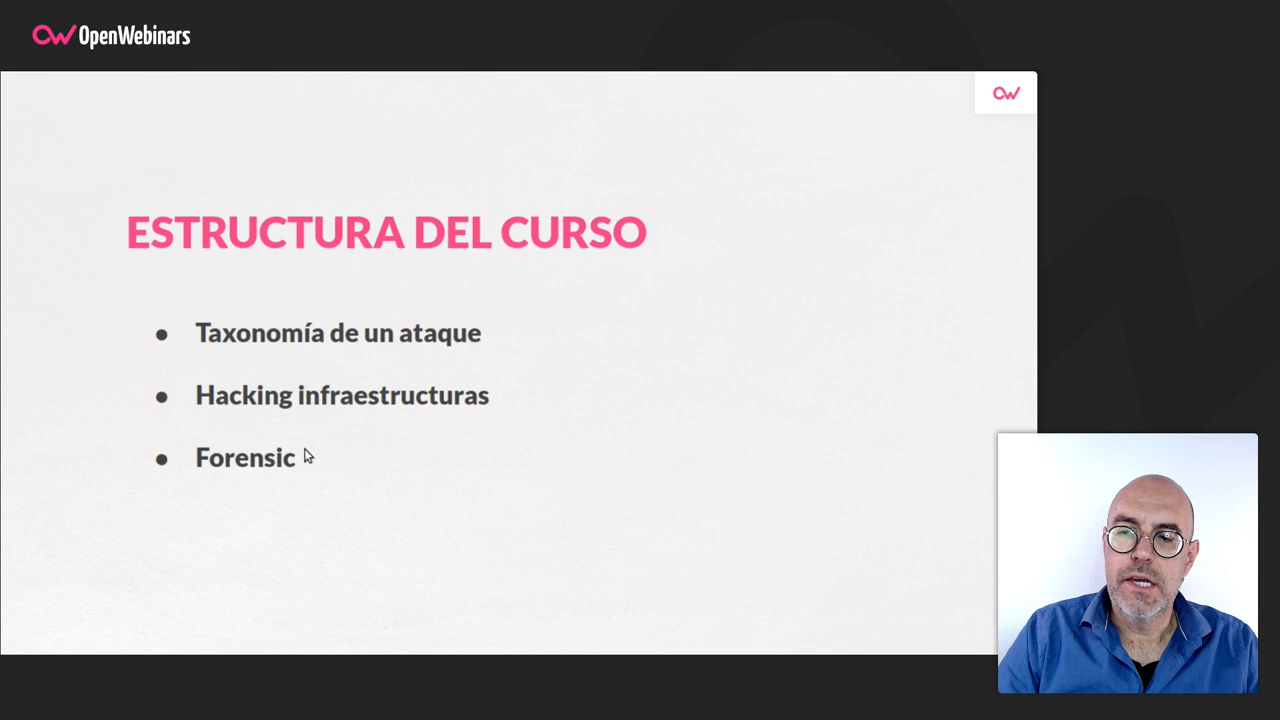 OpenWebinars
ESTRUCTURA DEL CURSO
● Taxonomía de un ataque
● Hacking infraestructuras
● Forensic